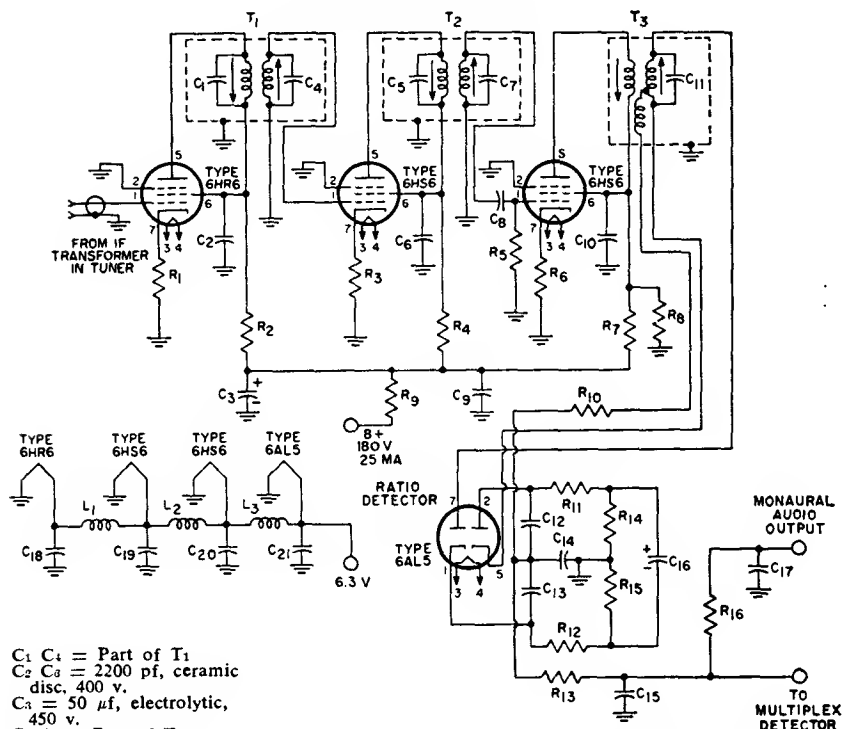 T1
T2
T3
C1
C4
C5
C7
C11
5
TYPE
6HR6
2
1
6
7
3 4
FROM IF
TRANSFORMER
IN TUNER
C2
R1
5
TYPE
6HS6
2
1
6
7
3 4
C6
R3
C8
S
TYPE
6HS6
2
1
6
7
3 4
C10
R5
R6
R2
R4
R7
R8
C3
+
-
R9
C9
B+
180 V
25 MA
R10
TYPE
6HR6
TYPE
6HS6
TYPE
6HS6
TYPE
6AL5
L1
L2
L3
C18
C19
C20
C21
6.3 V
RATIO
DETECTOR
7
2
TYPE
6AL5
1
3
4
5
R11
C12
C14
R14
C13
R15
+
-
C16
R12
R13
C15
R16
C17
MONAURAL
AUDIO
OUTPUT
TO
MULTIPLEX
DETECTOR
C1 C4 = Part of T1
C2 C6 = 2200 pf, ceramic
disc, 400 v.
C3 = 50 µf, electrolytic,
450 v.